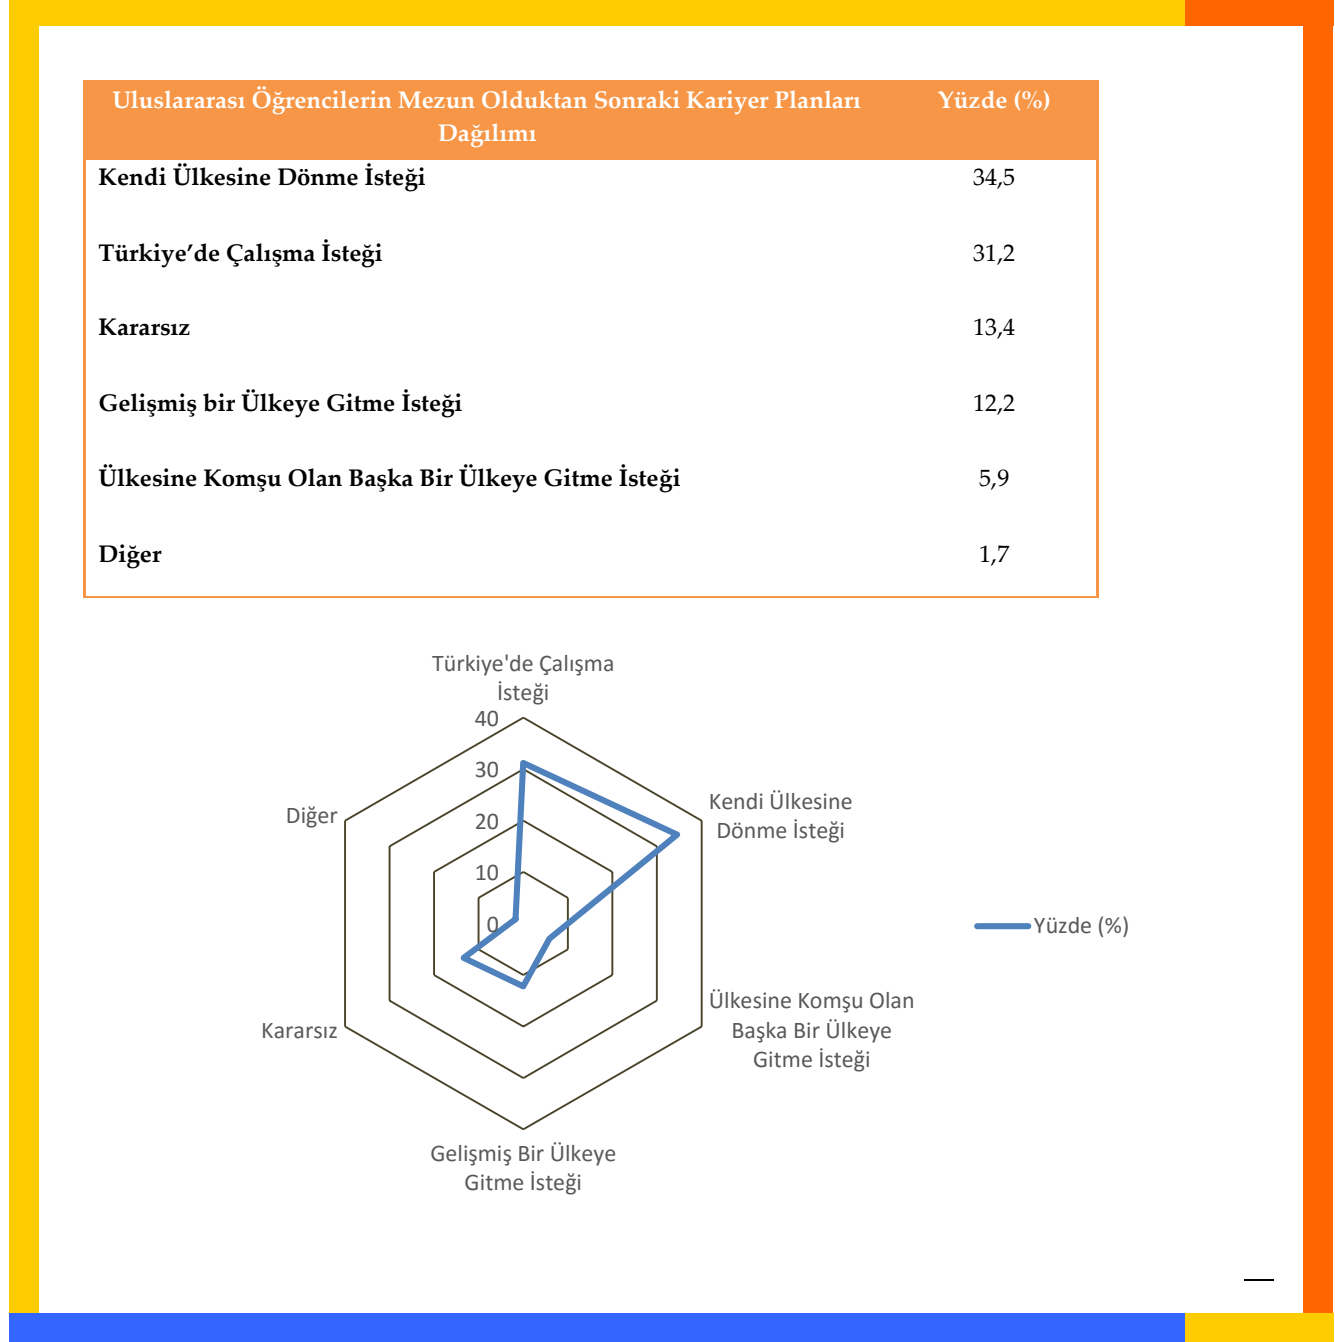 Uluslararası Öğrencilerin Mezun Olduktan Sonraki Kariyer Planları Yüzde (%)
Dağılımı
Kendi Ülkesine Dönme İsteği 34,5
Türkiye’de Çalışma İsteği 31,2
Kararsız 13,4
Gelişmiş bir Ülkeye Gitme İsteği 12,2
Ülkesine Komşu Olan Başka Bir Ülkeye Gitme İsteği 5,9
Diğer 1,7
Türkiye'de Çalışma
İsteği
40
30
20
10
0
Kendi Ülkesine
Dönme İsteği
Ülkesine Komşu Olan
Başka Bir Ülkeye
Gitme İsteği
Gelişmiş Bir Ülkeye
Gitme İsteği
Kararsız
Diğer
Yüzde (%)